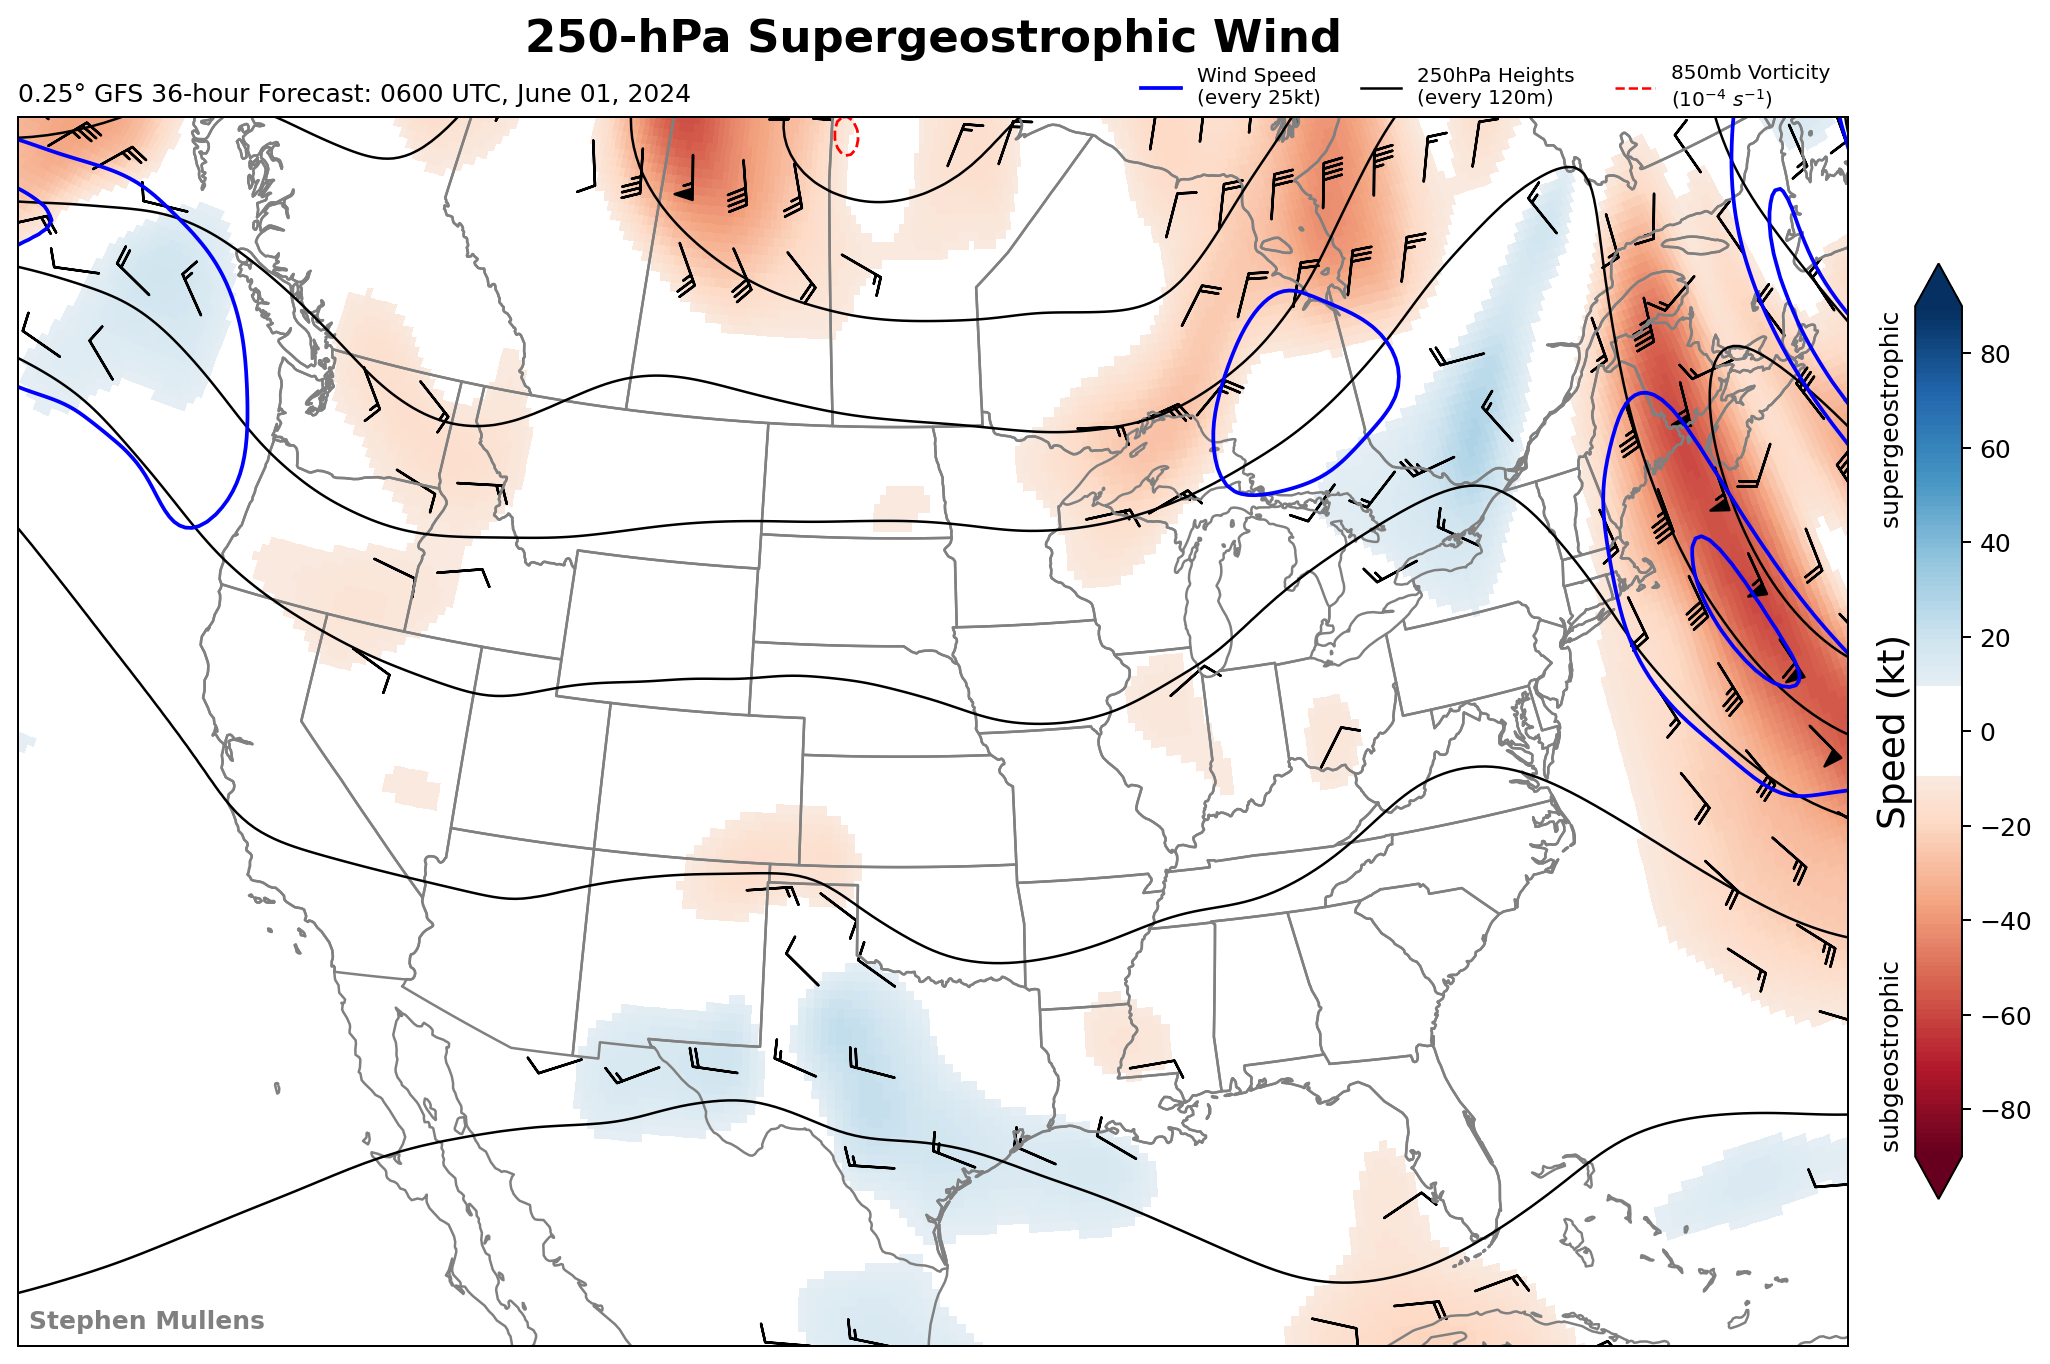 250-hPa Supergeostrophic Wind
0.25° GFS 36-hour Forecast: 0600 UTC, June 01, 2024
Wind Speed
(every 25kt)
250hPa Heights
(every 120m)
850mb Vorticity
(10⁻⁴ s⁻¹)
supergeostrophic
subgeostrophic
Speed (kt)
80
60
40
20
0
−20
−40
−60
−80
Stephen Mullens